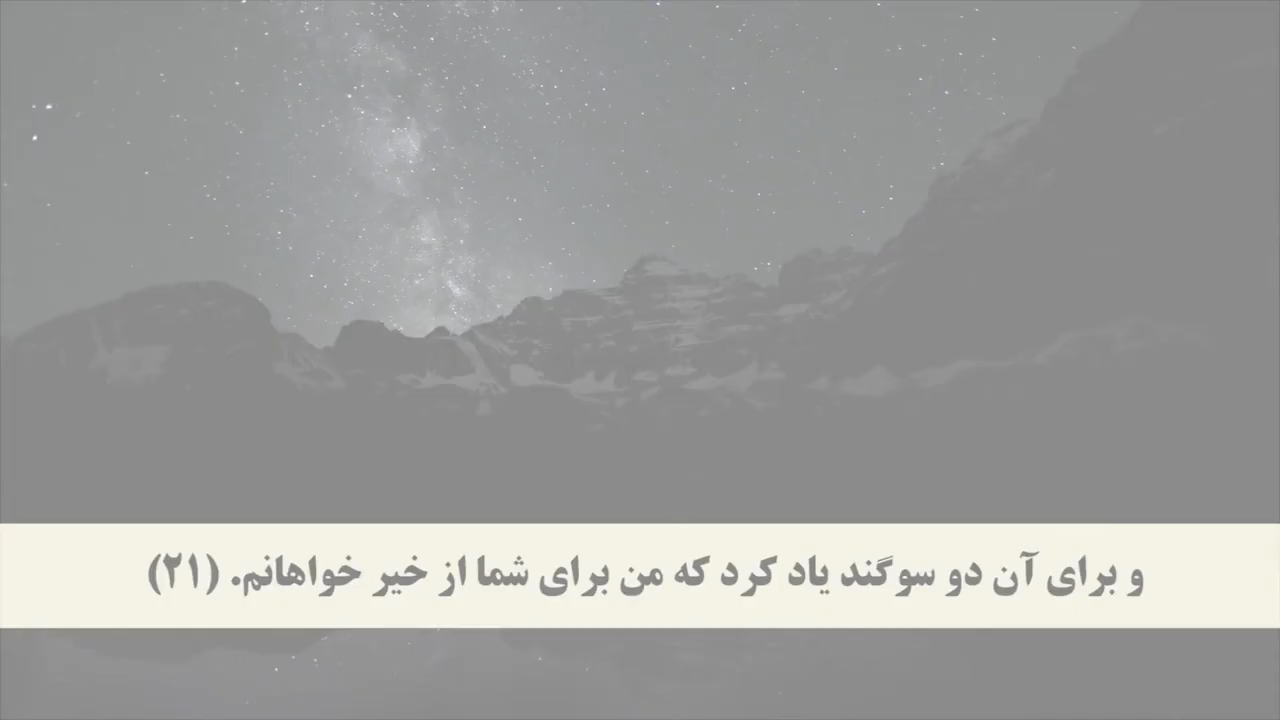 و برای آن دو سوگند یاد کرد که من برای شما از خیر خواهانم. (۲۱)